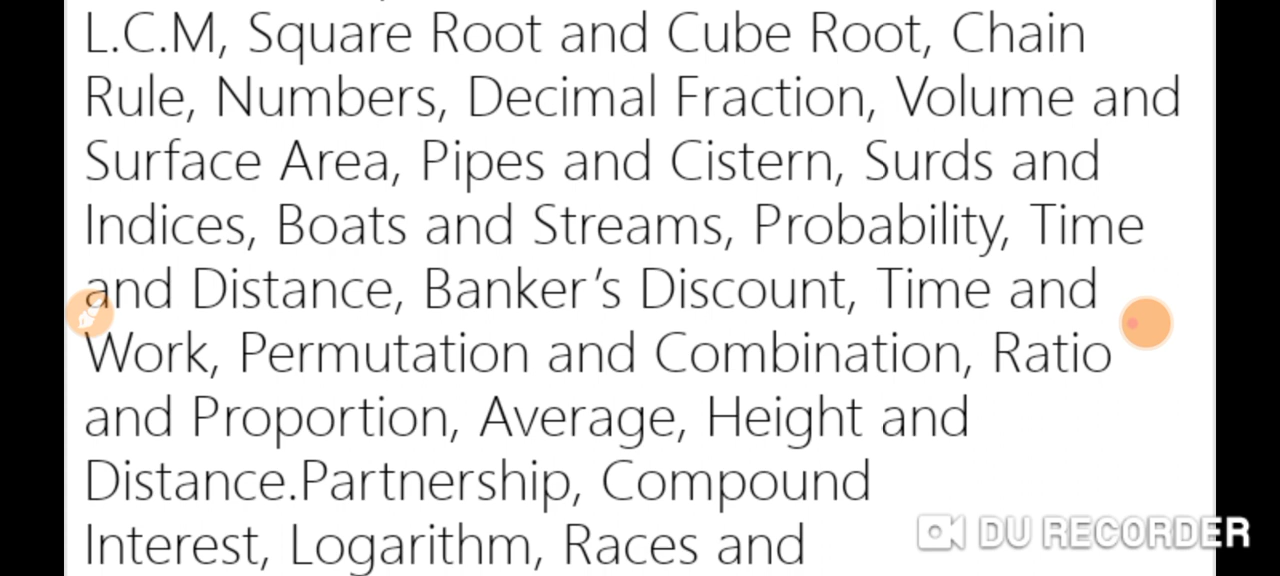 L.C.M, Square Root and Cube Root, Chain
Rule, Numbers, Decimal Fraction, Volume and
Surface Area, Pipes and Cistern, Surds and
Indices, Boats and Streams, Probability, Time
and Distance, Banker’s Discount, Time and
Work, Permutation and Combination, Ratio
and Proportion, Average, Height and
Distance.Partnership, Compound
Interest, Logarithm, Races and
DU RECORDER